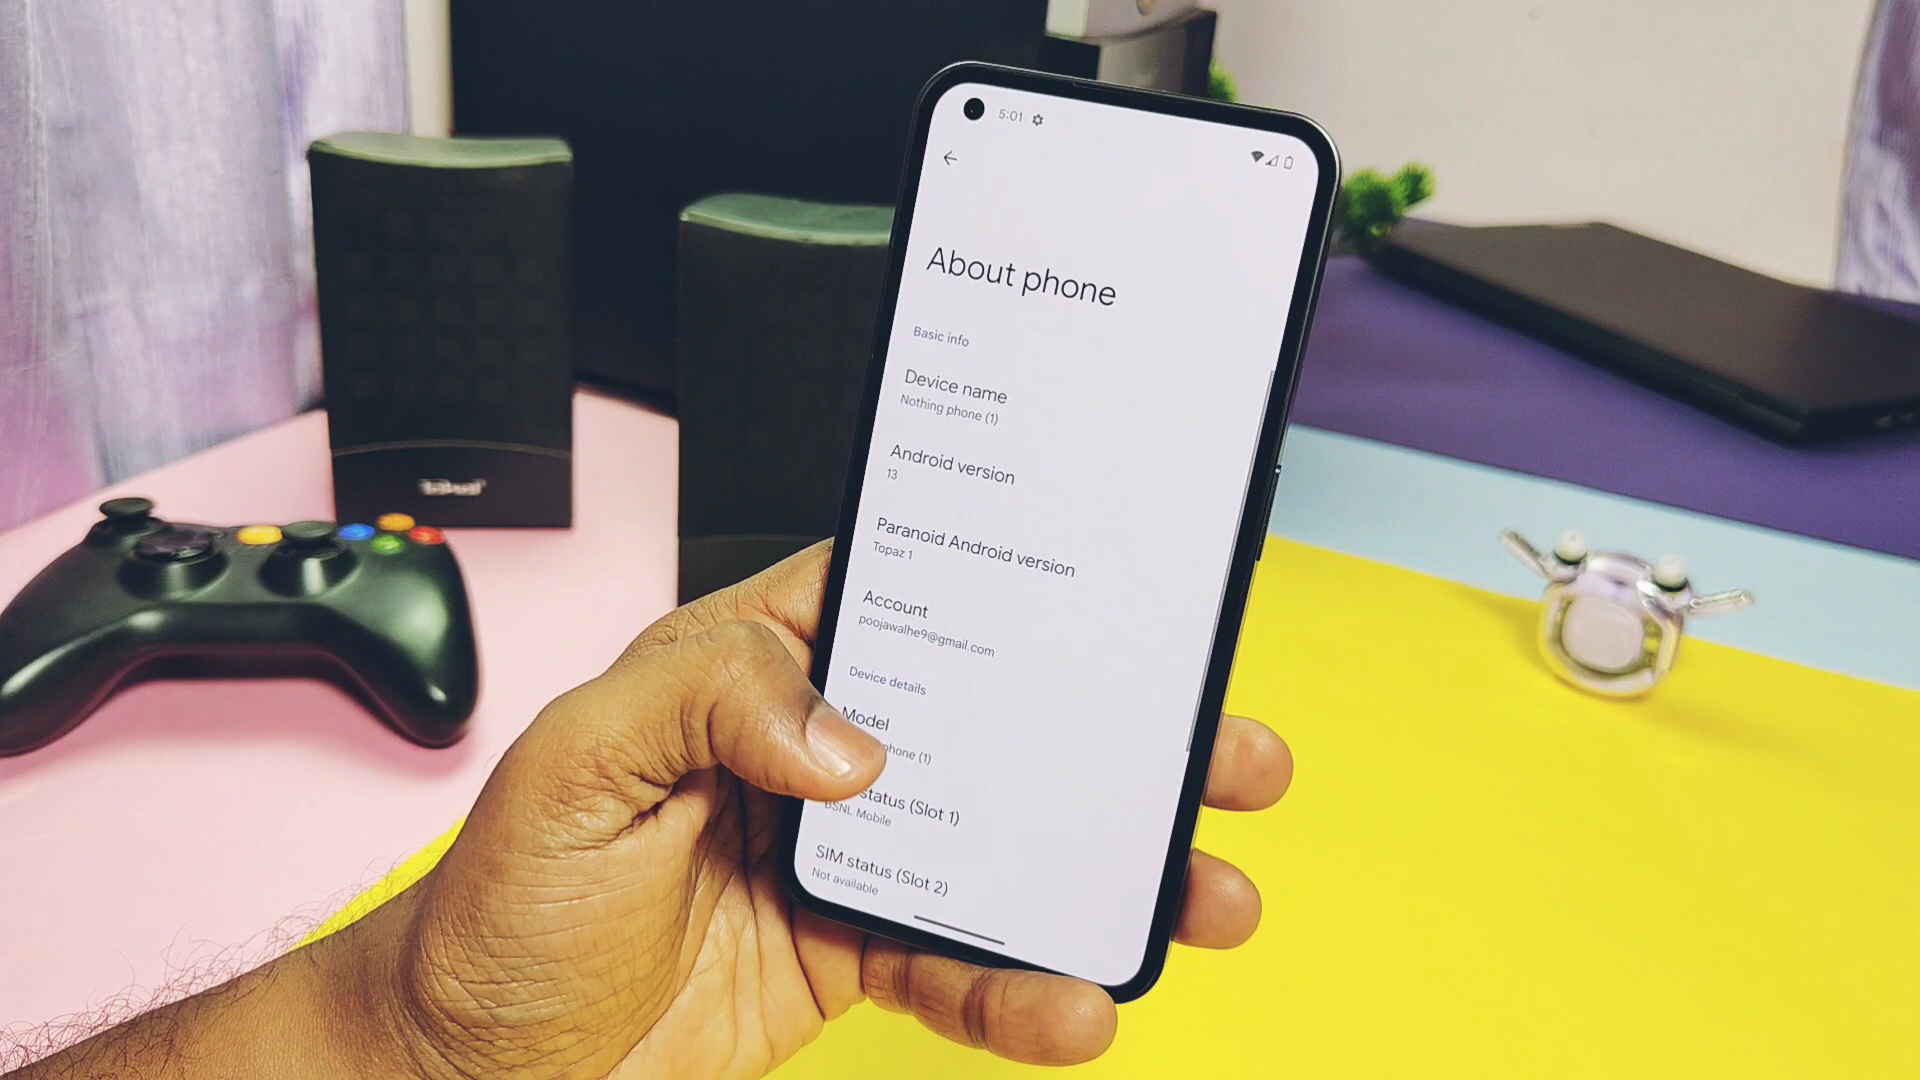 5:01
About phone
Basic info
Device name
Nothing phone (1)
Android version
13
Paranoid Android version
Topaz 1
Account
poojawalhe9@gmail.com
Device details
Model
phone (1)
status (Slot 1)
BSNL Mobile
SIM status (Slot 2)
Not available